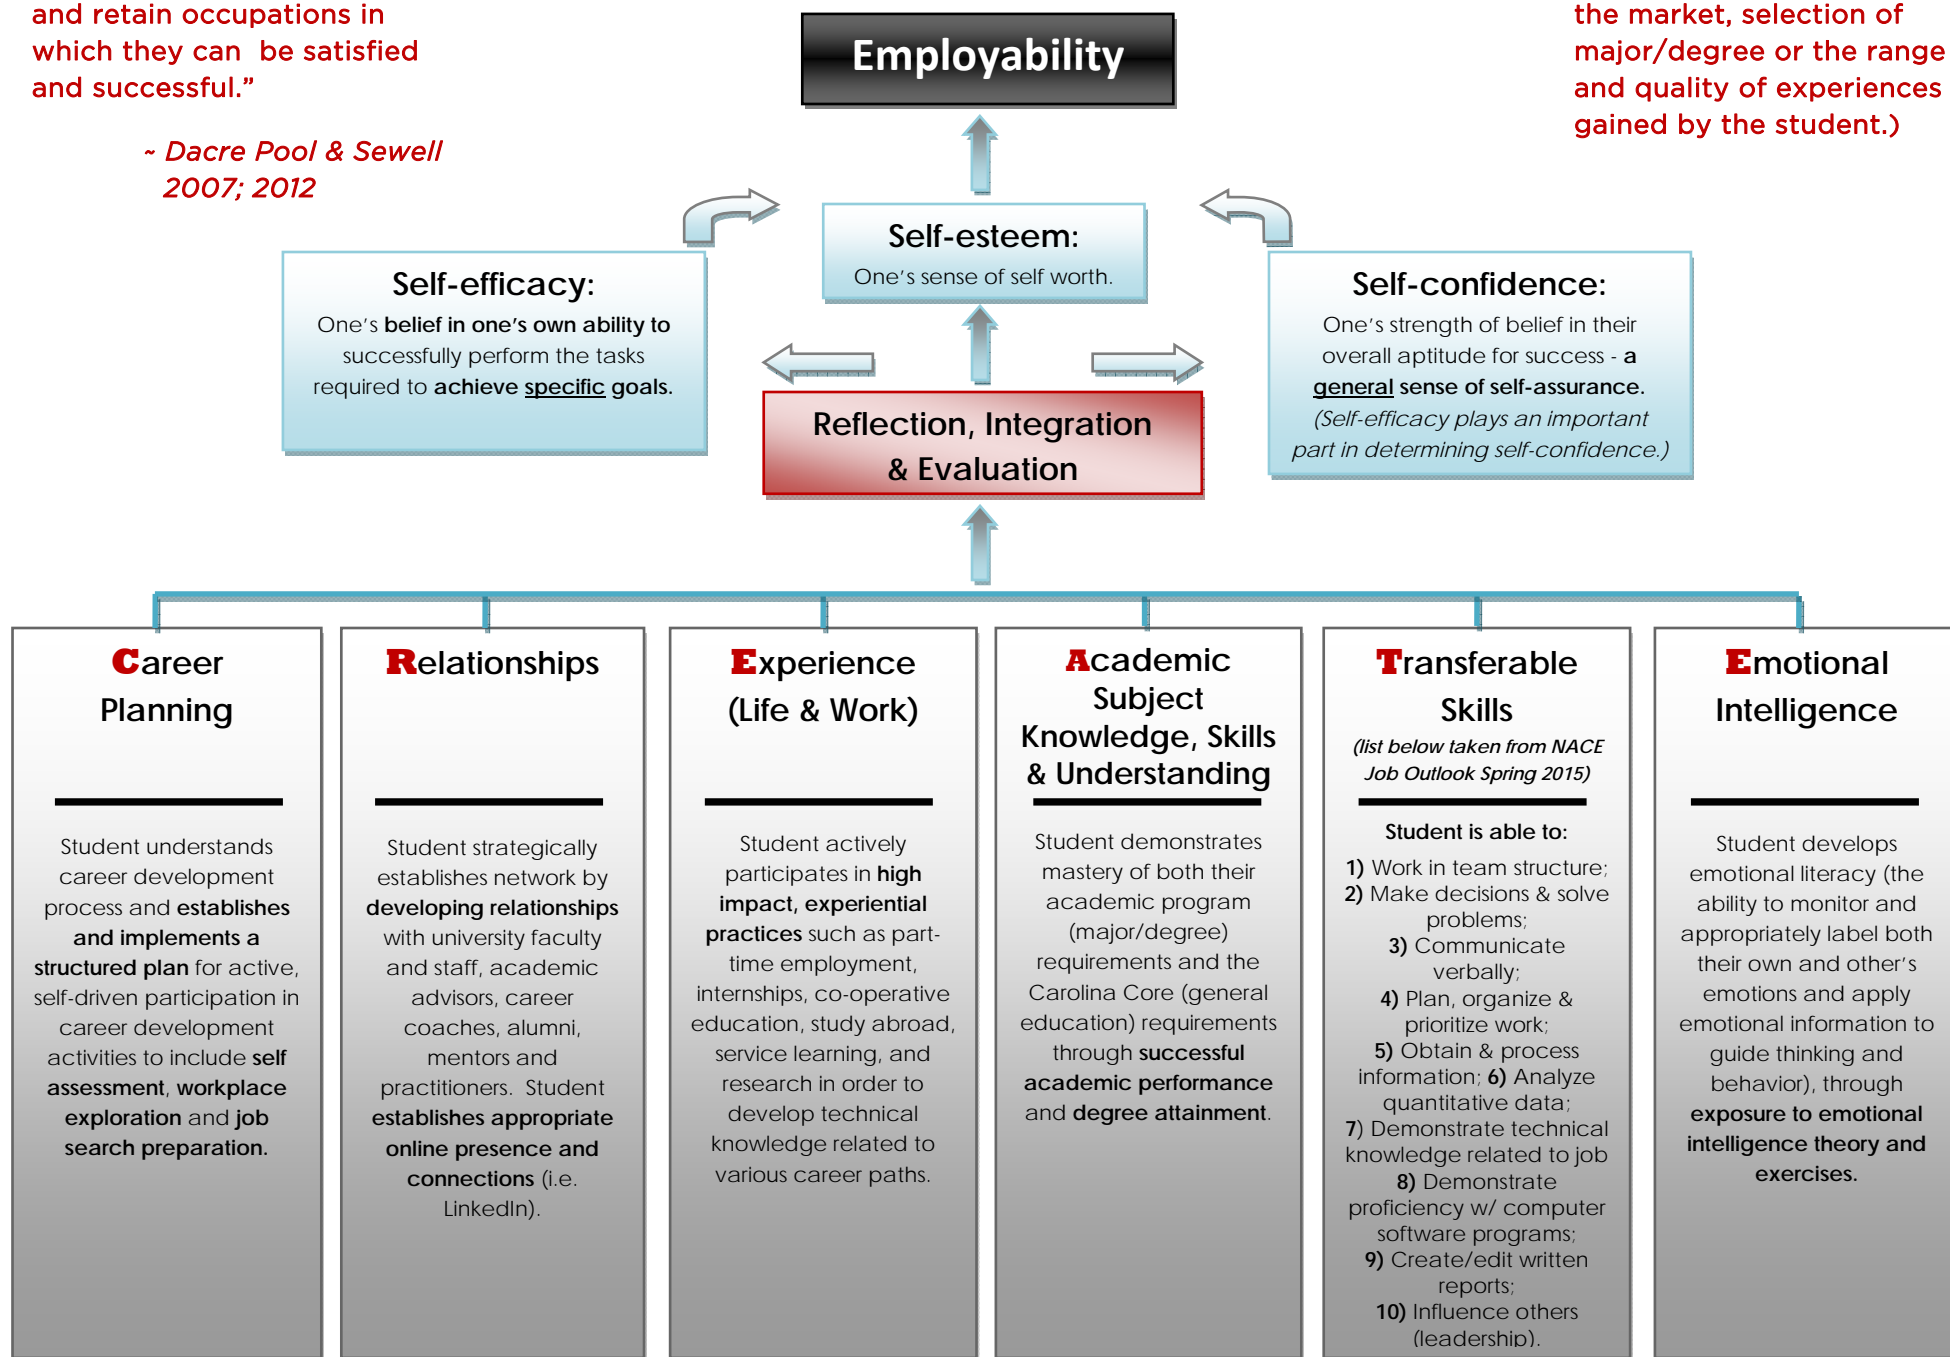 and retain occupations in
which they can be satisfied
and successful.”
~ Dacre Pool & Sewell
2007; 2012
the market, selection of
major/degree or the range
and quality of experiences
gained by the student.)
Employability
Self-esteem:
One’s sense of self worth.
Self-efficacy:
One’s belief in one’s own ability to
successfully perform the tasks
required to achieve specific goals.
Self-confidence:
One’s strength of belief in their
overall aptitude for success - a
general sense of self-assurance.
(Self-efficacy plays an important
part in determining self-confidence.)
Reflection, Integration
& Evaluation
Career
Planning
Student understands
career development
process and establishes
and implements a
structured plan for active,
self-driven participation in
career development
activities to include self
assessment, workplace
exploration and job
search preparation.
Relationships
Student strategically
establishes network by
developing relationships
with university faculty
and staff, academic
advisors, career
coaches, alumni,
mentors and
practitioners. Student
establishes appropriate
online presence and
connections (i.e.
LinkedIn).
Experience
(Life & Work)
Student actively
participates in high
impact, experiential
practices such as part-
time employment,
internships, co-operative
education, study abroad,
service learning, and
research in order to
develop technical
knowledge related to
various career paths.
Academic
Subject
Knowledge, Skills
& Understanding
Student demonstrates
mastery of both their
academic program
(major/degree)
requirements and the
Carolina Core (general
education) requirements
through successful
academic performance
and degree attainment.
Transferable
Skills
(list below taken from NACE
Job Outlook Spring 2015)
Student is able to:
1) Work in team structure;
2) Make decisions & solve
problems;
3) Communicate
verbally;
4) Plan, organize &
prioritize work;
5) Obtain & process
information; 6) Analyze
quantitative data;
7) Demonstrate technical
knowledge related to job
8) Demonstrate
proficiency w/ computer
software programs;
9) Create/edit written
reports;
10) Influence others
(leadership).
Emotional
Intelligence
Student develops
emotional literacy (the
ability to monitor and
appropriately label both
their own and other’s
emotions and apply
emotional information to
guide thinking and
behavior), through
exposure to emotional
intelligence theory and
exercises.